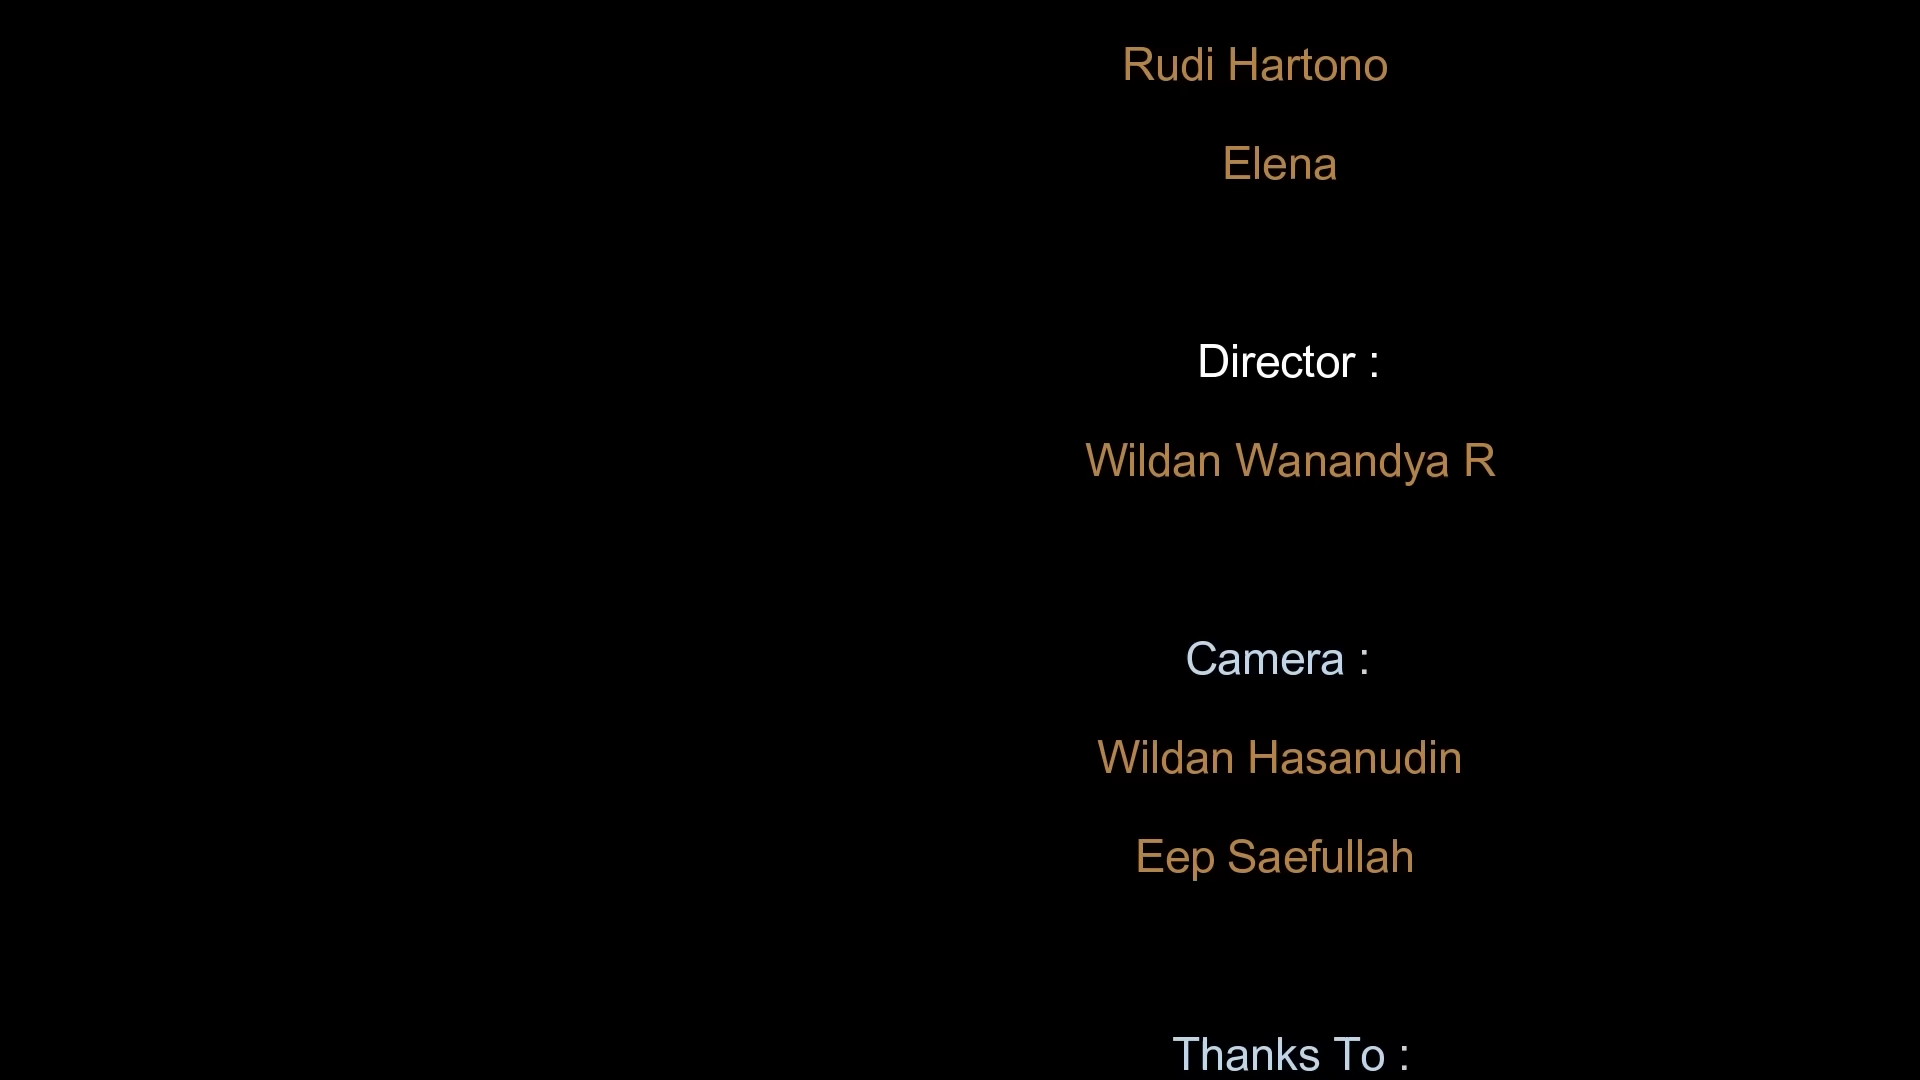 Rudi Hartono
Elena
Director :
Wildan Wanandya R
Camera :
Wildan Hasanudin
Eep Saefullah
Thanks To :